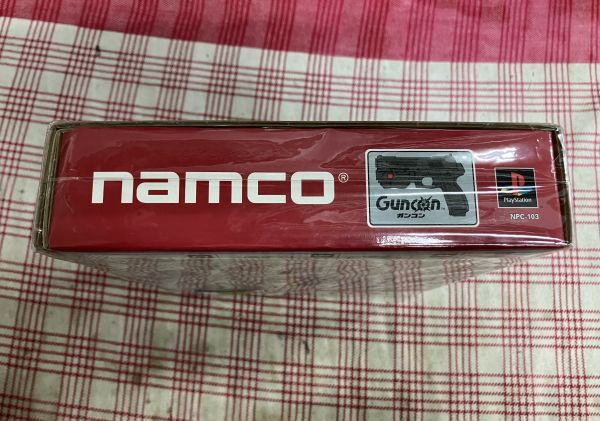 namco®
Guncon
ガンコン
PlayStation
NPC-103